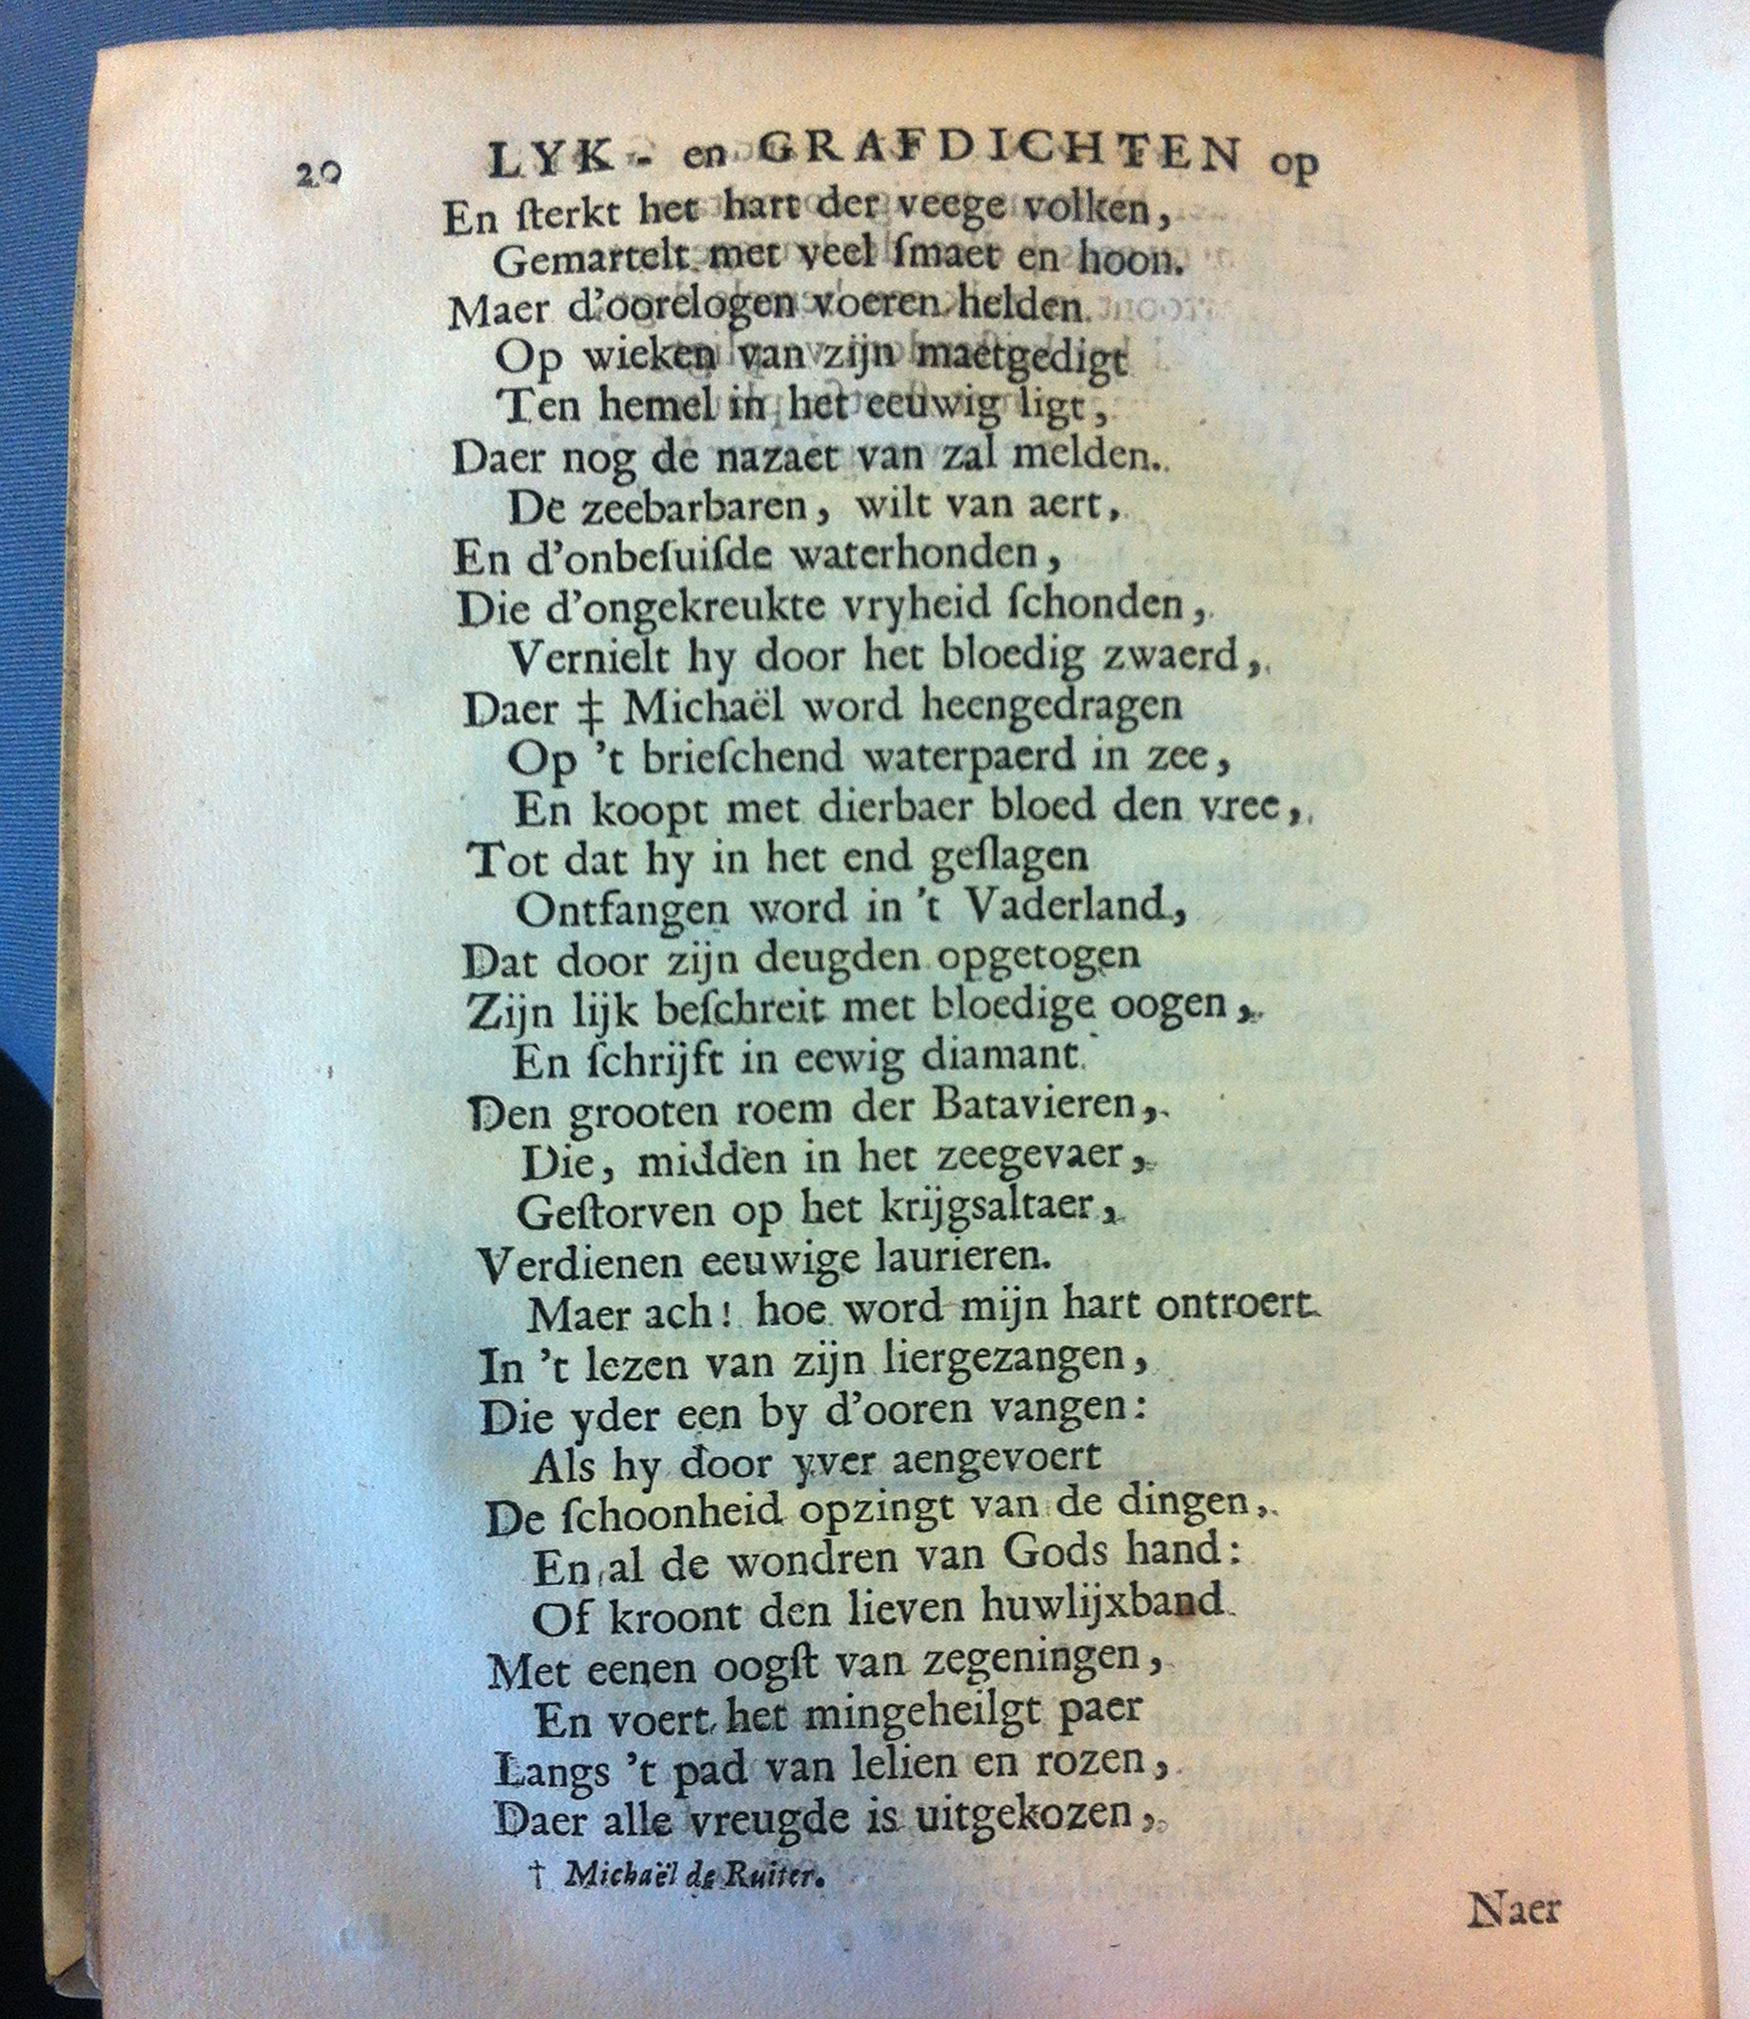 20 LYK- en GRAFDICHTEN op
En ſterkt het hart der veege volken,
Gemartelt met veel ſmaet en hoon.
Maer d'oorelogen voeren helden
Op wieken van zijn maetgedigt
Ten hemel in het eeuwig ligt,
Daer nog de nazaet van zal melden.
De zeebarbaren, wilt van aert,
En d'onbeſuiſde waterhonden,
Die d'ongekreukte vryheid ſchonden,
Vernielt hy door het bloedig zwaerd,
Daer ‡ Michaël word heengedragen
Op 't brieſchend waterpaerd in zee,
En koopt met dierbaer bloed den vree,
Tot dat hy in het end geſlagen
Ontfangen word in 't Vaderland,
Dat door zijn deugden opgetogen
Zijn lijk beſchreit met bloedige oogen,
En ſchrijft in eewig diamant
Den grooten roem der Batavieren,
Die, midden in het zeegevaer,
Geſtorven op het krijgsaltaer,
Verdienen eeuwige laurieren.
Maer ach! hoe word mijn hart ontroert
In 't lezen van zijn liergezangen,
Die yder een by d'ooren vangen:
Als hy door yver aengevoert
De ſchoonheid opzingt van de dingen,
En al de wondren van Gods hand:
Of kroont den lieven huwlijxband
Met eenen oogſt van zegeningen,
En voert het mingeheilgt paer
Langs 't pad van lelien en rozen,
Daer alle vreugde is uitgekozen,
† Michaël de Ruiter.
Naer